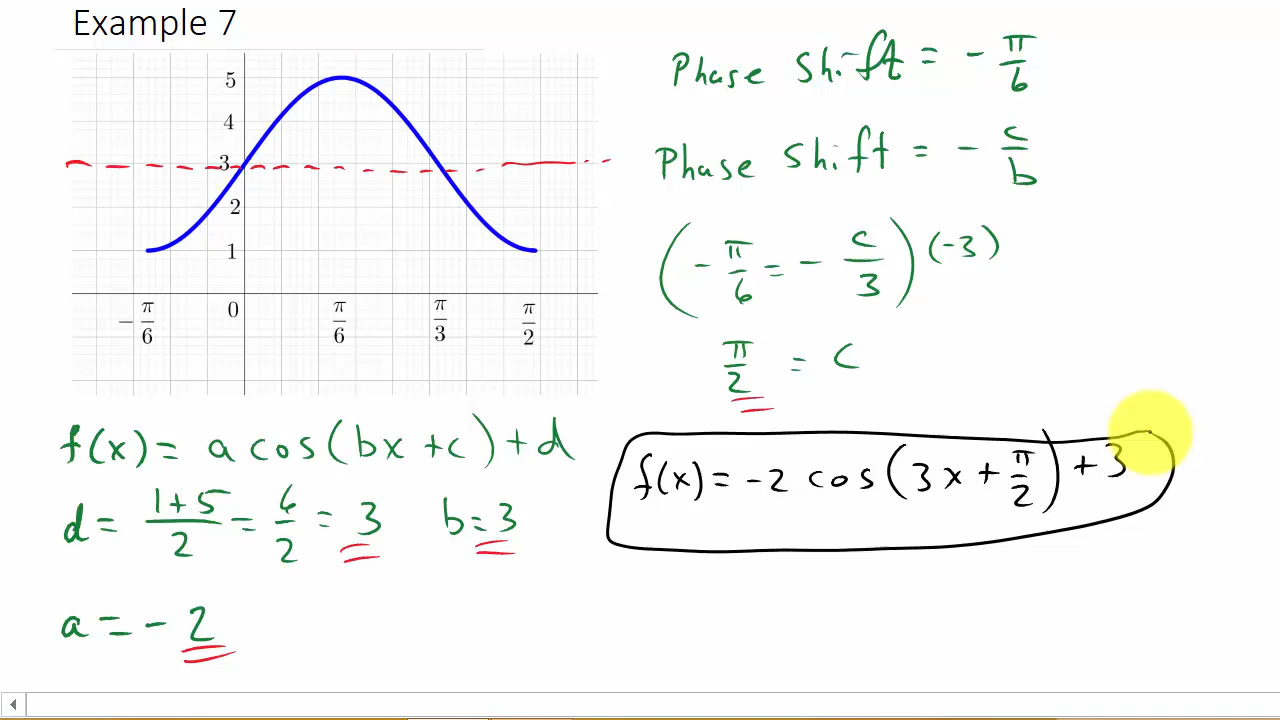 Example 7
5
4
3
2
1
0
−π/6
π/6
π/3
π/2
f(x) = a cos(bx + c) + d
d = (1+5)/2 = 6/2 = 3
b = 3
a = - 2
Phase shift = - π/6
Phase shift = - c/b
(- π/6 = - c/3)(-3)
π/2 = c
f(x) = -2 cos(3x + π/2) + 3